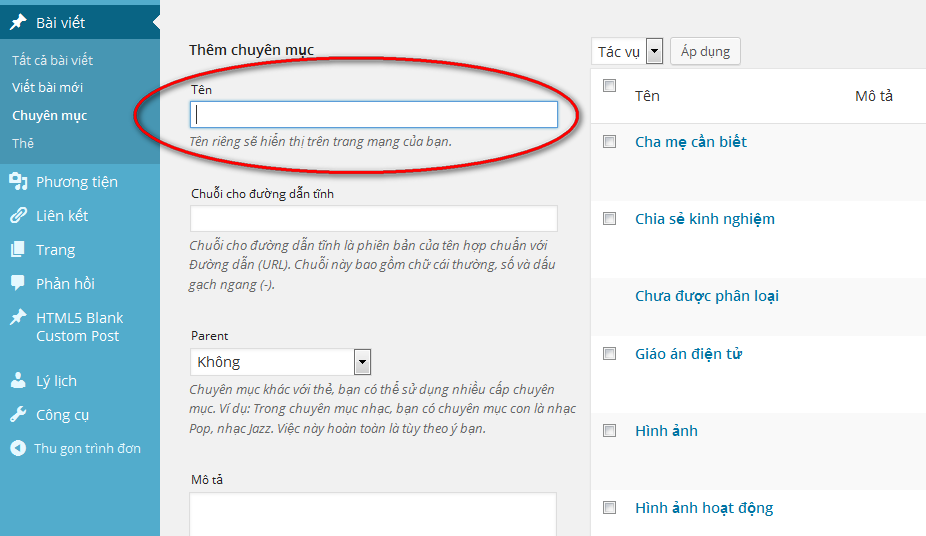 Bài viết
Tất cả bài viết
Viết bài mới
Chuyên mục
Thẻ
Phương tiện
Liên kết
Trang
Phản hồi
HTML5 Blank
Custom Post
Lý lịch
Công cụ
Thu gọn trình đơn
Thêm chuyên mục
Tên
Tên riêng sẽ hiển thị trên trang mạng của bạn.
Chuỗi cho đường dẫn tĩnh
Chuỗi cho đường dẫn tĩnh là phiên bản của tên hợp chuẩn với
Đường dẫn (URL). Chuỗi này bao gồm chữ cái thường, số và dấu
gạch ngang (-).
Parent
Không
Chuyên mục khác với thẻ, bạn có thể sử dụng nhiều cấp chuyên
mục. Ví dụ: Trong chuyên mục nhạc, bạn có chuyên mục con là nhạc
Pop, nhạc Jazz. Việc này hoàn toàn là tùy theo ý bạn.
Mô tả
Tác vụ
Áp dụng
Tên
Mô tả
Cha mẹ cần biết
Chia sẻ kinh nghiệm
Chưa được phân loại
Giáo án điện tử
Hình ảnh
Hình ảnh hoạt động